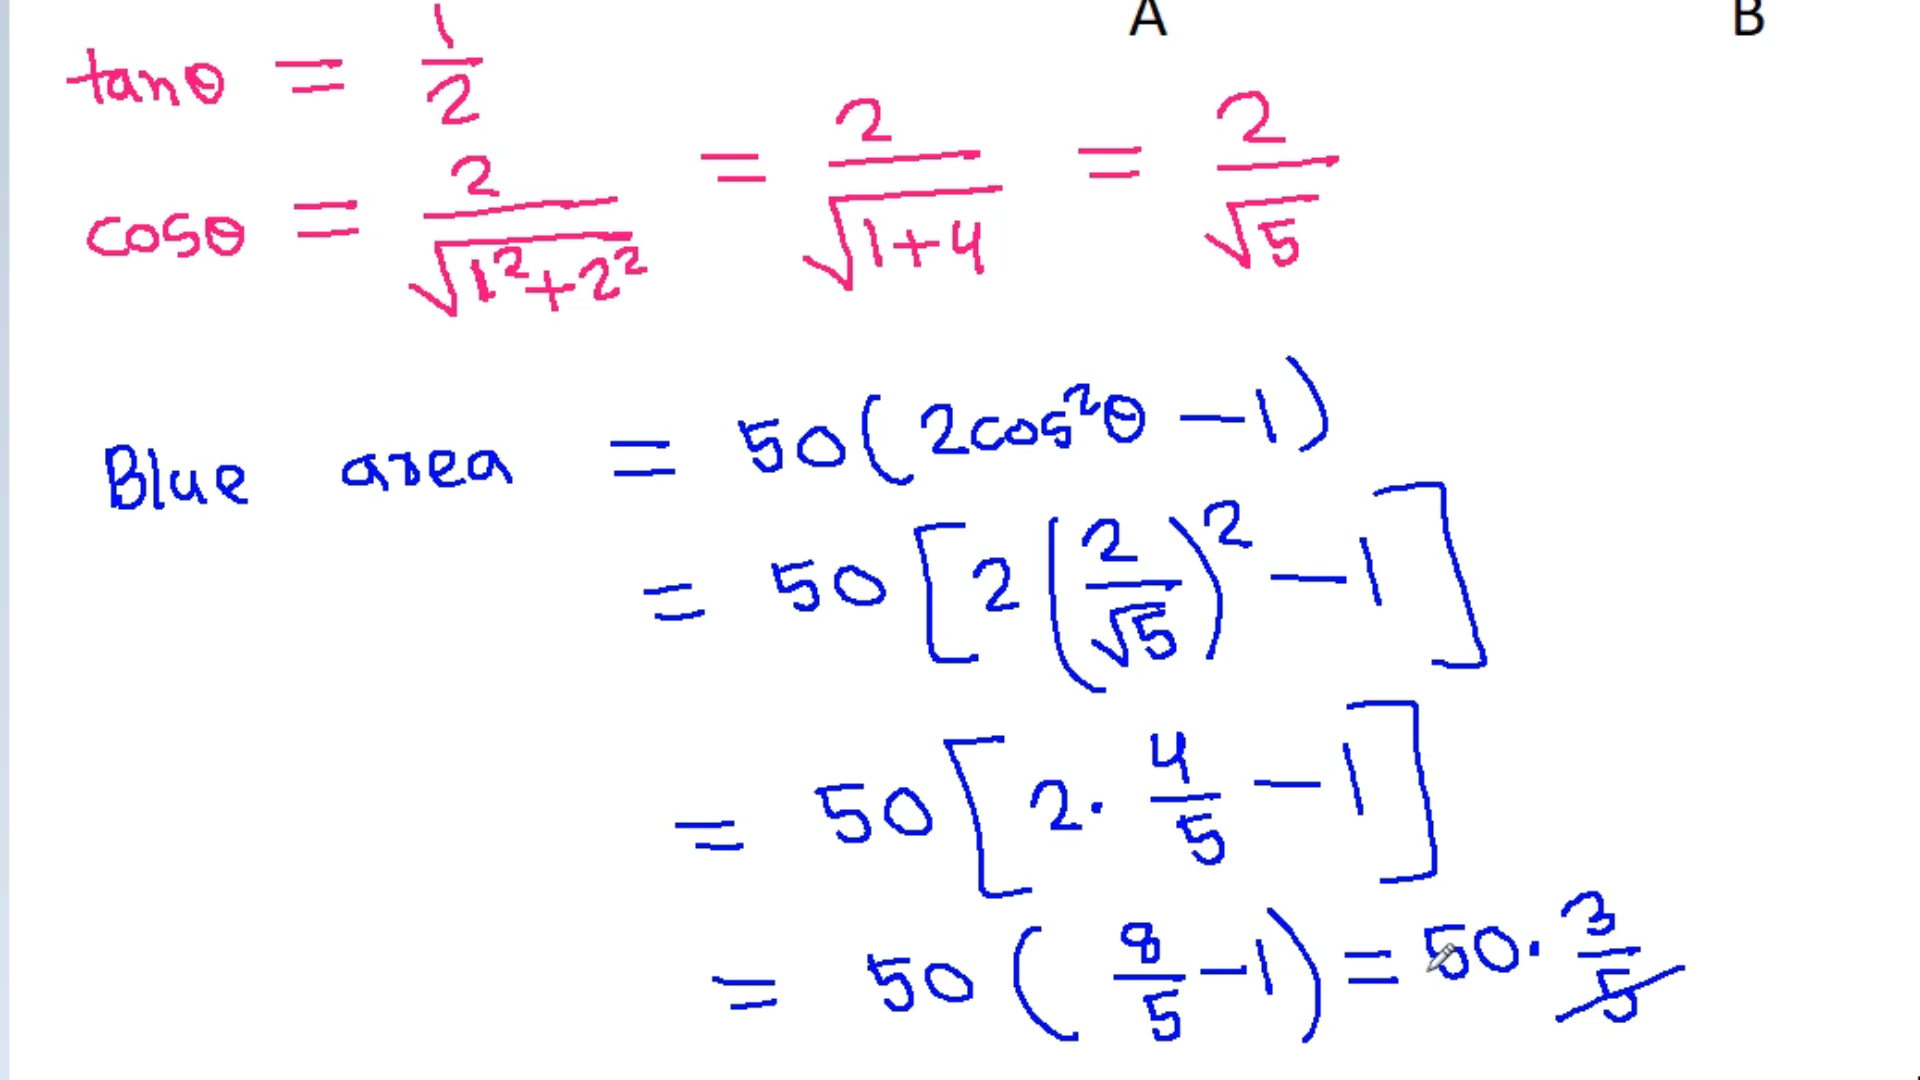 A B
tanθ = 1/2
cosθ = 2/√(1²+2²) = 2/√(1+4) = 2/√5
Blue area = 50(2cos²θ − 1)
= 50[2(2/√5)² − 1]
= 50[2 · 4/5 − 1]
= 50(8/5 − 1) = 50 · 3/5